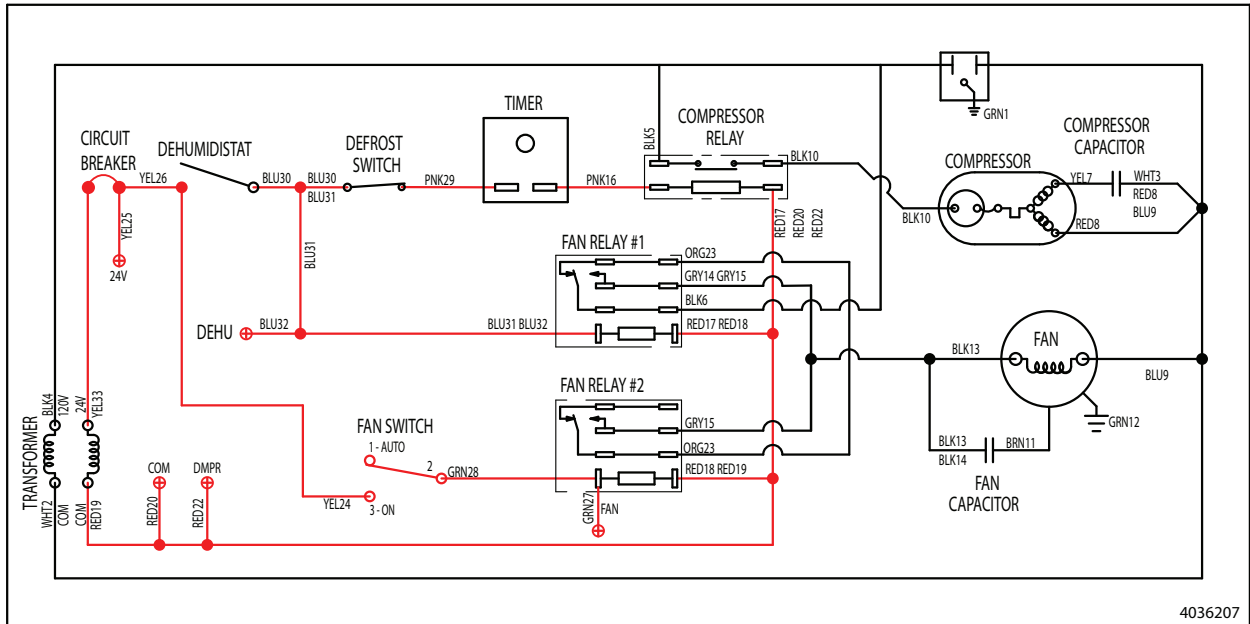 TIMER
COMPRESSOR
RELAY
BLK5
GRN1
COMPRESSOR
CAPACITOR
CIRCUIT
BREAKER
DEHUMIDISTAT
DEFROST
SWITCH
BLK10
COMPRESSOR
YEL26
BLU30
BLU30
BLU31
PNK29
PNK16
YEL7
WHT3
RED8
BLU9
BLK10
RED8
YEL25
24V
BLU31
RED17
RED20
RED22
FAN RELAY #1
ORG23
GRY14 GRY15
BLK6
DEHU
BLU32
BLU31 BLU32
RED17 RED18
FAN
BLK13
BLU9
FAN RELAY #2
TRANSFORMER
BLK4
120V
24V
YEL33
FAN SWITCH
1 - AUTO
2
GRN28
GRY15
ORG23
RED18 RED19
GRN12
BLK13
BLK14
BRN11
FAN
CAPACITOR
COM
DMPR
YEL24
3 - ON
GRN27
FAN
WHT2
COM
COM
RED19
RED20
RED22
4036207